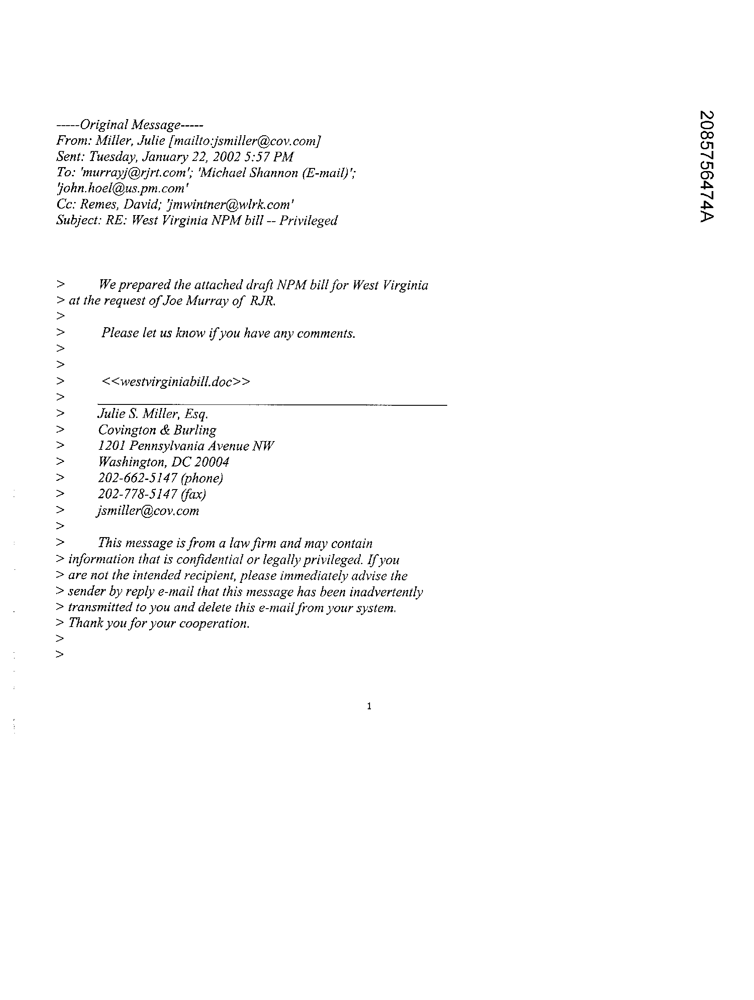 -----Original Message-----
From: Miller, Julie [mailto:jsmiller@cov.com]
Sent: Tuesday, January 22, 2002 5:57 PM
To: 'murrayj@rjrt.com'; 'Michael Shannon (E-mail)';
'john.hoel@us.pm.com'
Cc: Remes, David; 'jmwintner@wlrk.com'
Subject: RE: West Virginia NPM bill -- Privileged
> We prepared the attached draft NPM bill for West Virginia
> at the request of Joe Murray of RJR.
>
> Please let us know if you have any comments.
>
>
> <<westvirginiabill.doc>>
>
> Julie S. Miller, Esq.
> Covington & Burling
> 1201 Pennsylvania Avenue NW
> Washington, DC 20004
> 202-662-5147 (phone)
> 202-778-5147 (fax)
> jsmiller@cov.com
>
> This message is from a law firm and may contain
> information that is confidential or legally privileged. If you
> are not the intended recipient, please immediately advise the
> sender by reply e-mail that this message has been inadvertently
> transmitted to you and delete this e-mail from your system.
> Thank you for your cooperation.
>
>
1
2085756474A